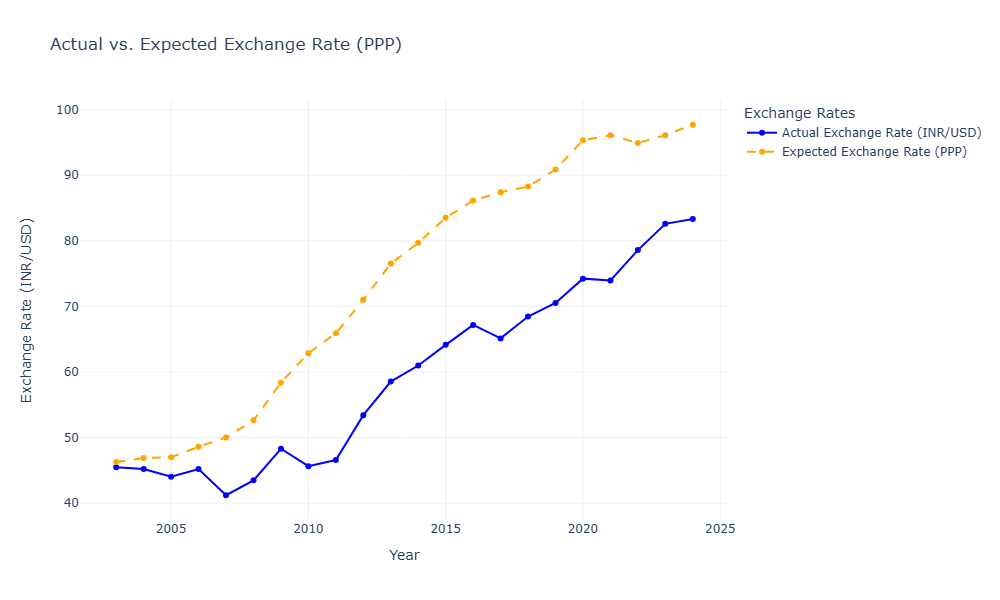 Actual vs. Expected Exchange Rate (PPP)
Exchange Rates
Actual Exchange Rate (INR/USD)
Expected Exchange Rate (PPP)
Exchange Rate (INR/USD)
100
90
80
70
60
50
40
2005
2010
2015
2020
2025
Year